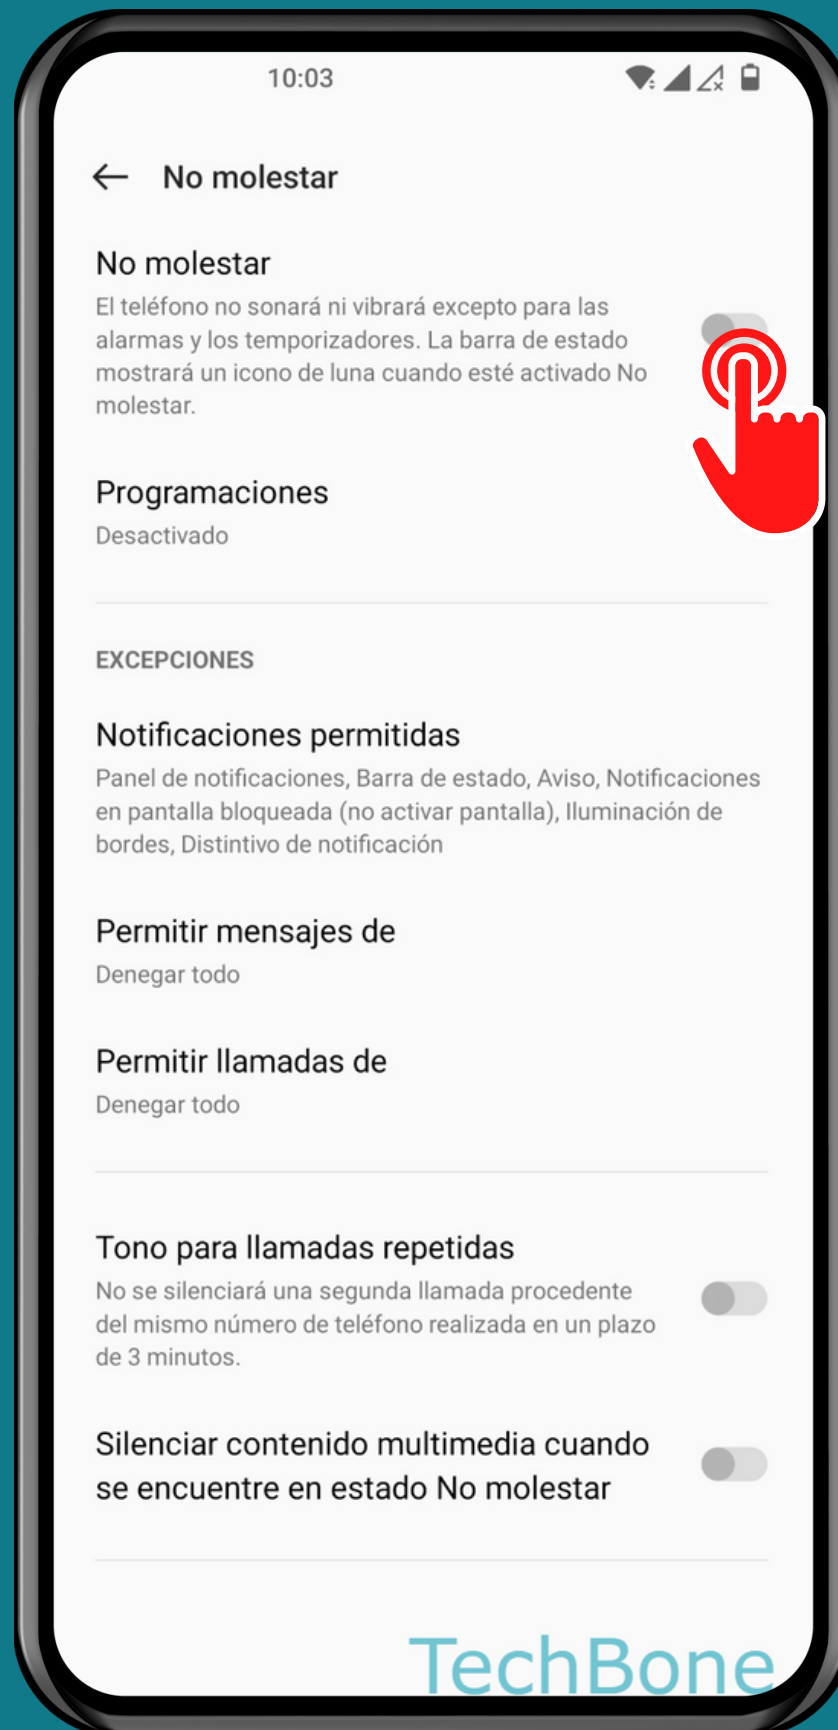 10:03
No molestar
No molestar
El teléfono no sonará ni vibrará excepto para las
alarmas y los temporizadores. La barra de estado
mostrará un icono de luna cuando esté activado No
molestar.
Programaciones
Desactivado
EXCEPCIONES
Notificaciones permitidas
Panel de notificaciones, Barra de estado, Aviso, Notificaciones
en pantalla bloqueada (no activar pantalla), Iluminación de
bordes, Distintivo de notificación
Permitir mensajes de
Denegar todo
Permitir llamadas de
Denegar todo
Tono para llamadas repetidas
No se silenciará una segunda llamada procedente
del mismo número de teléfono realizada en un plazo
de 3 minutos.
Silenciar contenido multimedia cuando
se encuentre en estado No molestar
TechBone